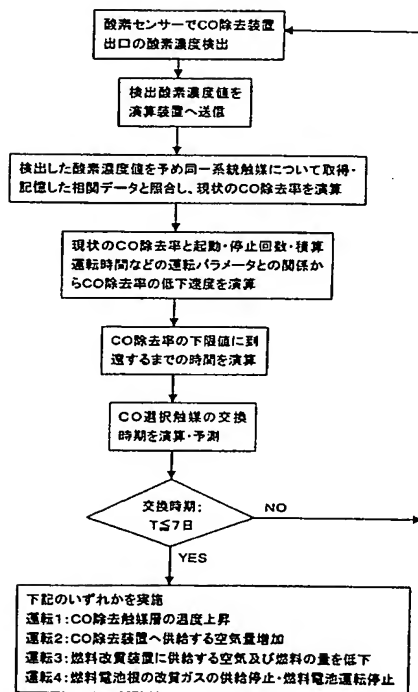 酸素センサーでCO除去装置
出口の酸素濃度検出
検出酸素濃度値を
演算装置へ送信
検出した酸素濃度値を予め同一系統触媒について取得・
記憶した相関データと照合し、現状のCO除去率を演算
現状のCO除去率と起動・停止回数・積算
運転時間などの運転パラメータとの関係か
らCO除去率の低下速度を演算
CO除去率の下限値に到
達するまでの時間を演算
CO選択触媒の交換
時期を演算・予測
交換時期:
T≦7日
NO
YES
下記のいずれかを実施
運転1:CO除去触媒層の温度上昇
運転2:CO除去装置へ供給する空気量増加
運転3:燃料改質装置に供給する空気及び燃料の量を低下
運転4:燃料電池根の改質ガスの供給停止・燃料電池運転停止